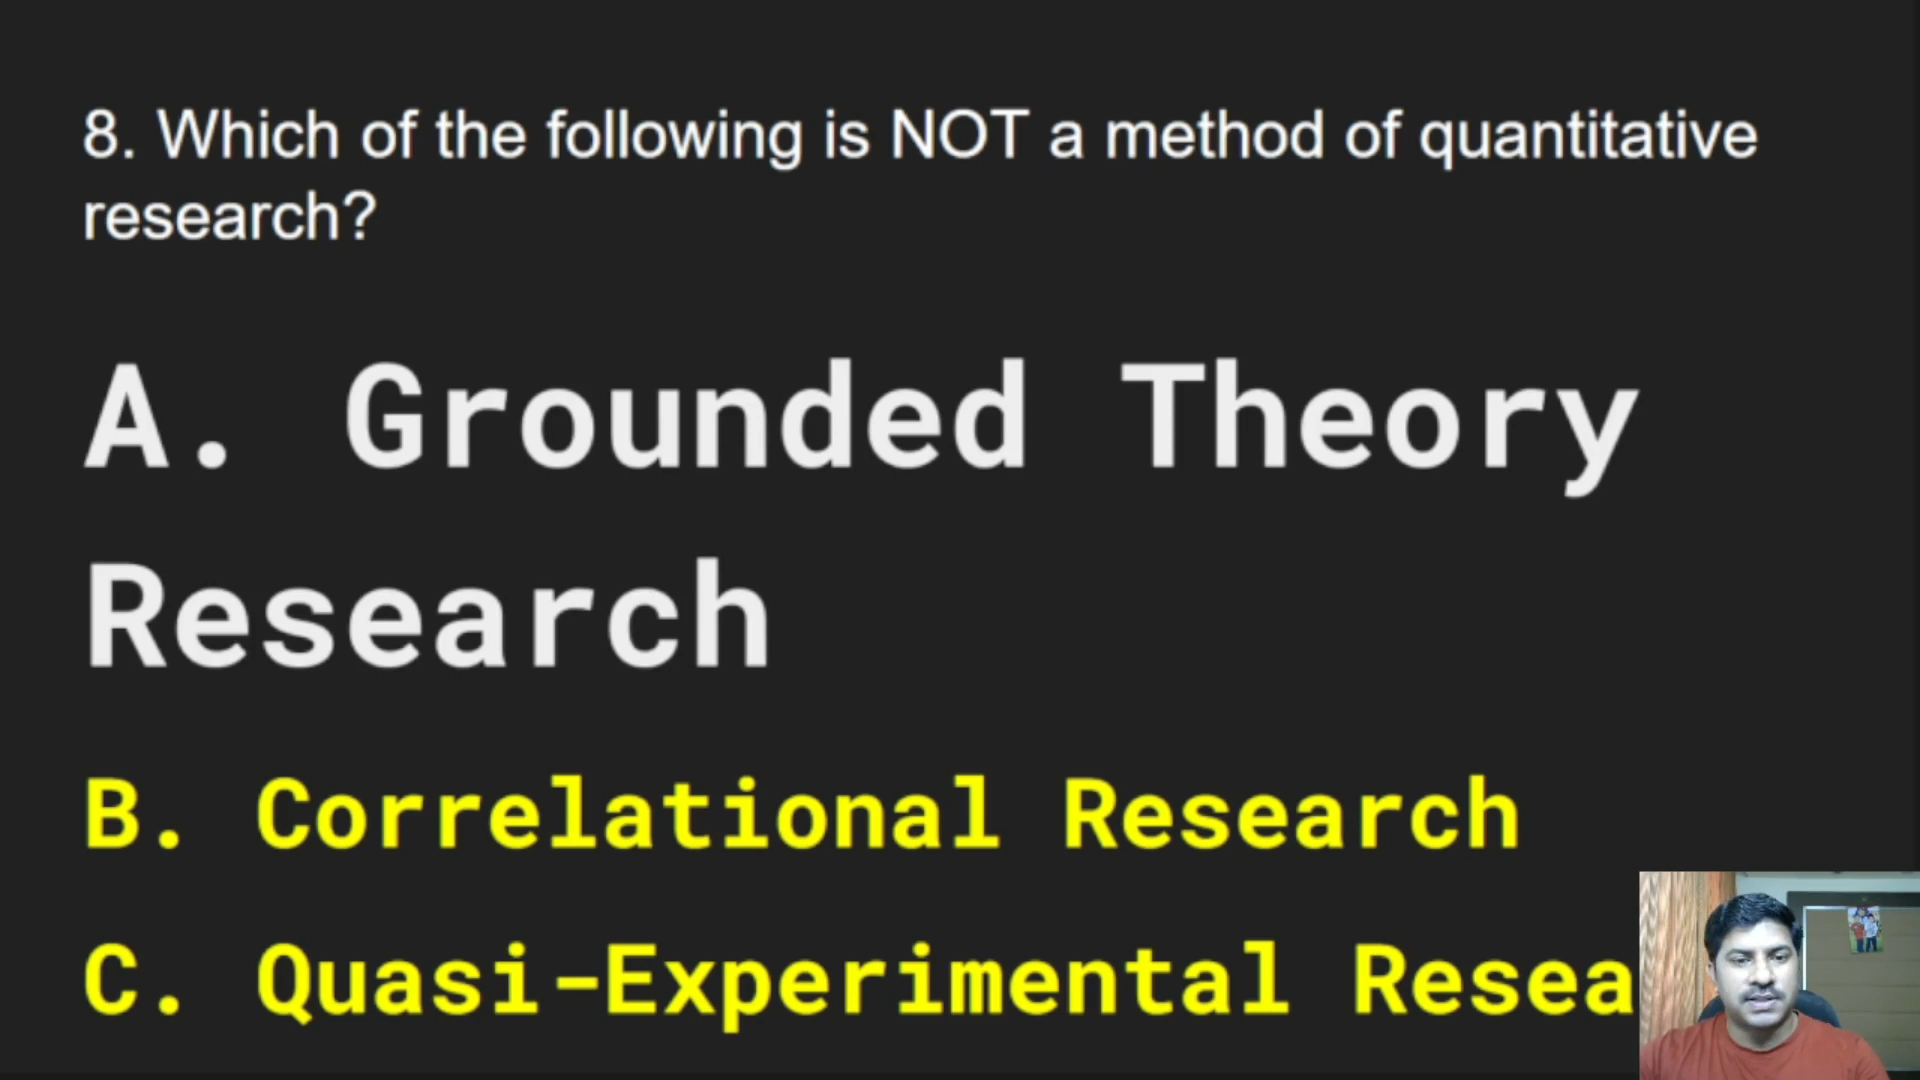 8. Which of the following is NOT a method of quantitative
research?
A. Grounded Theory
Research
B. Correlational Research
C. Quasi-Experimental Resea